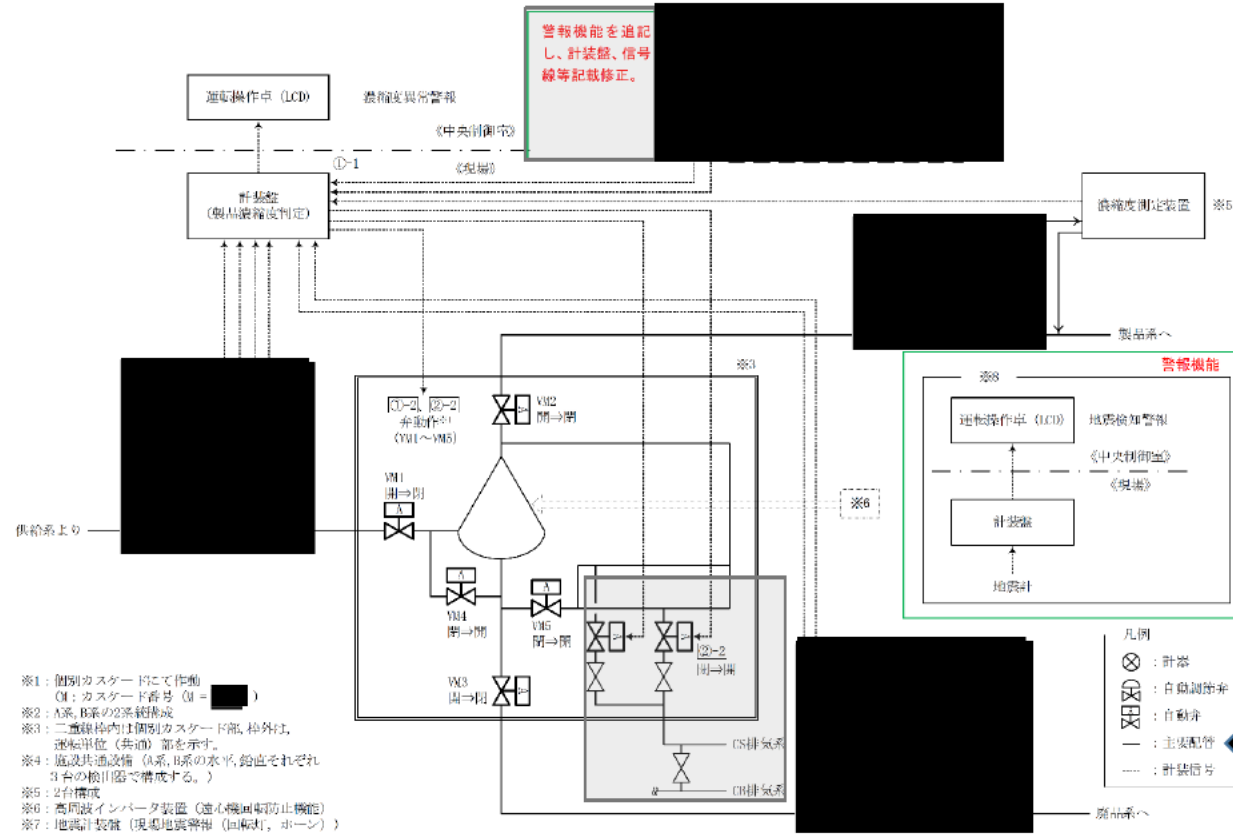 警報機能を追記
し、計装盤、信号
線等記載修正。
運転操作卓（LCD）
濃縮度異常警報
《中央制御室》
①-1
《現場》
計装盤
（製品濃縮度判定）
濃縮度測定装置
※5
製品系へ
警報機能
※3
※8
①-2、②-2
弁動作※1
（VM1～VM5）
VM2
開⇒閉
運転操作卓（LCD）
地震検知警報
《中央制御室》
《現場》
VM1
開⇒閉
※6
計装盤
供給系より
地震計
VM4
閉⇒開
VM5
閉⇒開
②-2
閉⇒開
VM3
開⇒閉
凡例
：計器
：自動調節弁
：自動弁
：主要配管
：計装信号
CS排気系
CB排気系
廃品系へ
※1：個別カスケードにて作動
（M：カスケード番号（M＝ ）
※2：A系,B系の2系統構成
※3：二重線枠内は個別カスケード部,枠外は,
運転単位（共通）部を示す。
※4：施設共通設備（A系,B系の水平,鉛直それぞれ
3台の検出器で構成する。）
※5：2台構成
※6：高周波インバータ装置（遠心機回転防止機能）
※7：地震計装盤（現場地震警報（回転灯，ホーン））